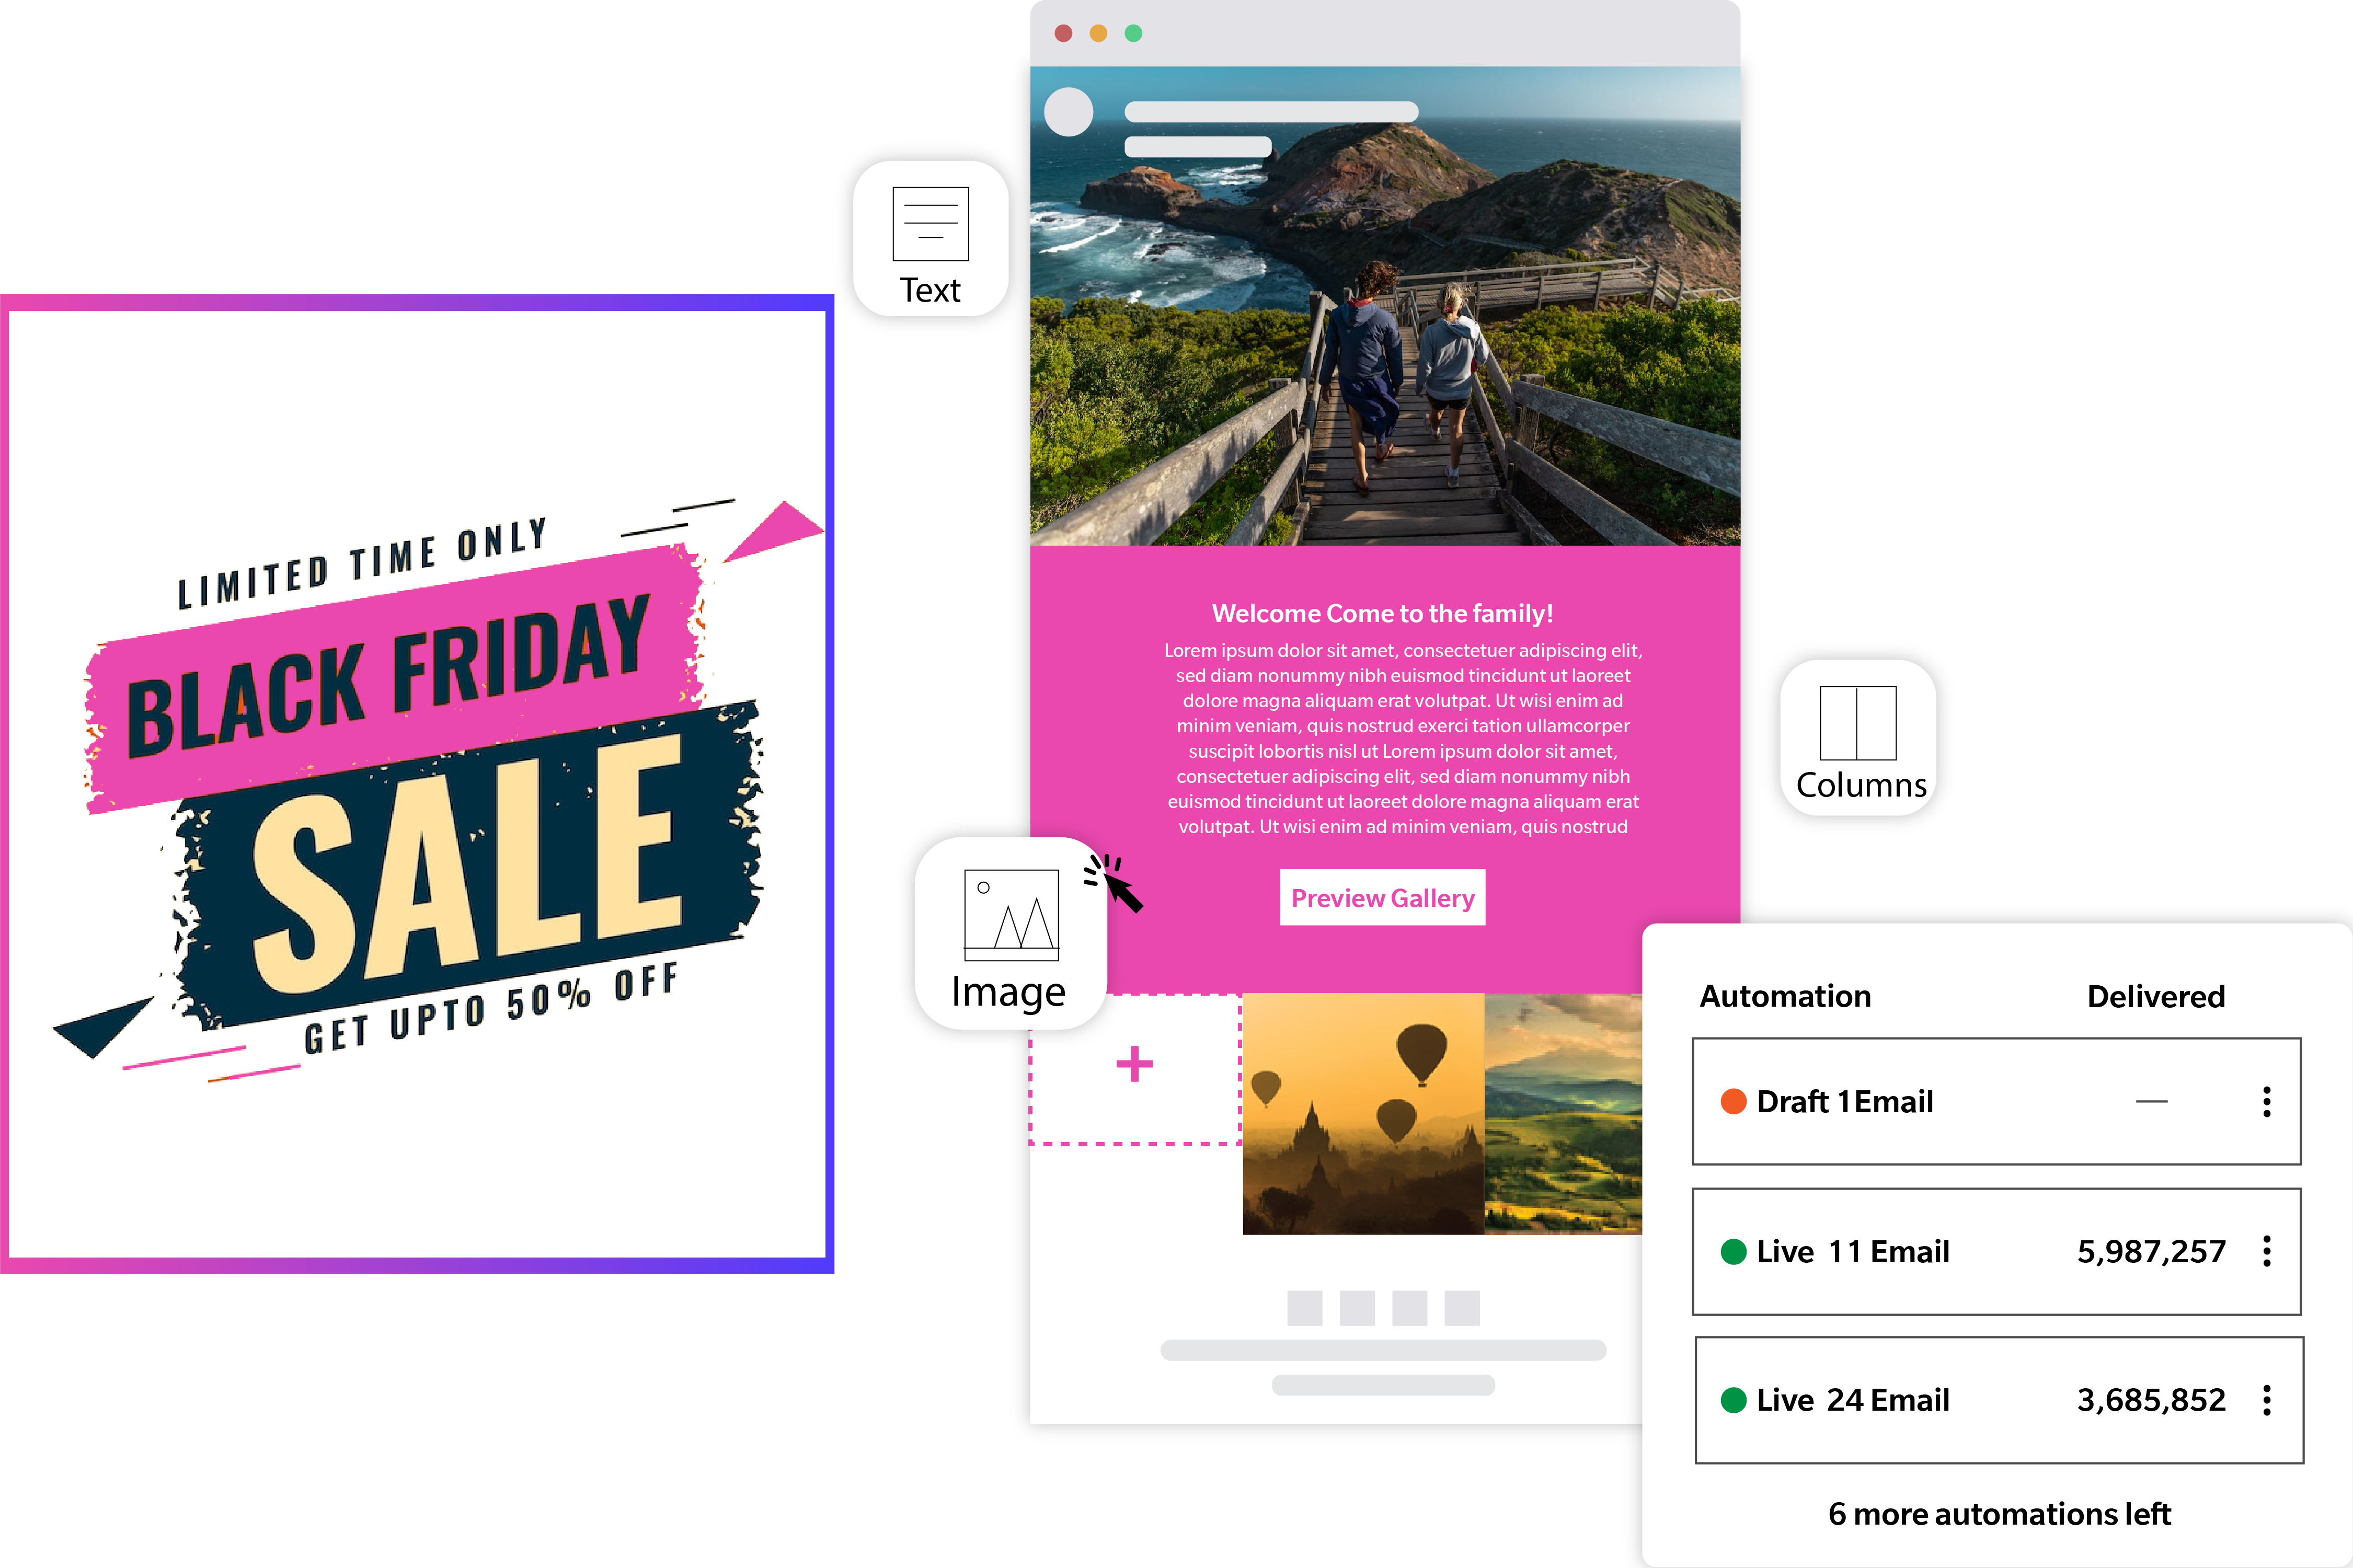 LIMITED TIME ONLY
BLACK FRIDAY
SALE
GET UPTO 50% OFF
Text
Welcome Come to the family!
Lorem ipsum dolor sit amet, consectetuer adipiscing elit,
sed diam nonummy nibh euismod tincidunt ut laoreet
dolore magna aliquam erat volutpat. Ut wisi enim ad
minim veniam, quis nostrud exerci tation ullamcorper
suscipit lobortis nisl ut Lorem ipsum dolor sit amet,
consectetuer adipiscing elit, sed diam nonummy nibh
euismod tincidunt ut laoreet dolore magna aliquam erat
volutpat. Ut wisi enim ad minim veniam, quis nostrud
Preview Gallery
Image
Columns
Automation Delivered
Draft 1 Email —
Live 11 Email 5,987,257
Live 24 Email 3,685,852
6 more automations left